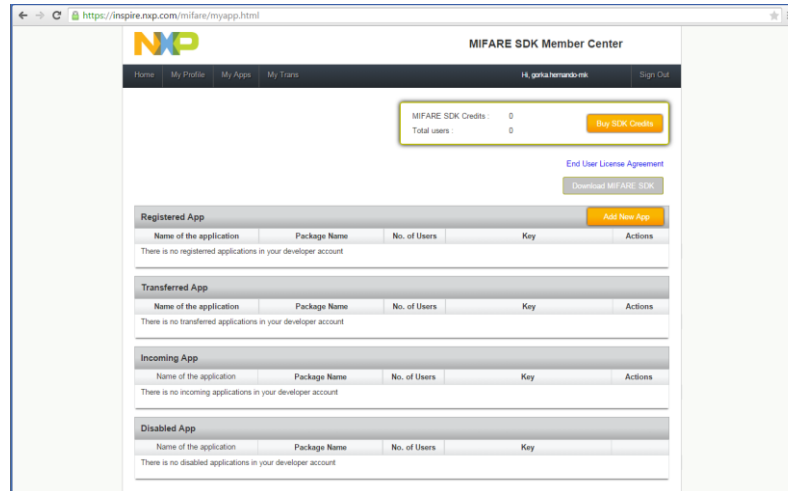 https://inspire.nxp.com/mifare/myapp.html
NXP
MIFARE SDK Member Center
Home My Profile My Apps My Trans Hi, gorka.hernando-mk Sign Out
MIFARE SDK Credits : 0
Total users : 0
Buy SDK Credits
End User License Agreement
Download MIFARE SDK
Registered App Add New App
Name of the application Package Name No. of Users Key Actions
There is no registered applications in your developer account
Transferred App
Name of the application Package Name No. of Users Key Actions
There is no transferred applications in your developer account
Incoming App
Name of the application Package Name No. of Users Key Actions
There is no incoming applications in your developer account
Disabled App
Name of the application Package Name No. of Users Key
There is no disabled applications in your developer account